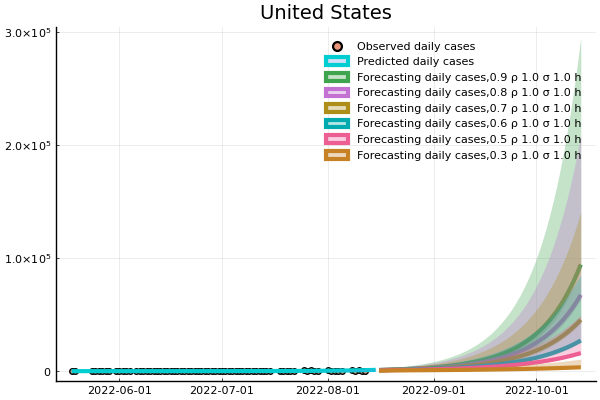 United States
3.0×10⁵
2.0×10⁵
1.0×10⁵
0
Observed daily cases
Predicted daily cases
Forecasting daily cases,0.9 ρ 1.0 σ 1.0 h
Forecasting daily cases,0.8 ρ 1.0 σ 1.0 h
Forecasting daily cases,0.7 ρ 1.0 σ 1.0 h
Forecasting daily cases,0.6 ρ 1.0 σ 1.0 h
Forecasting daily cases,0.5 ρ 1.0 σ 1.0 h
Forecasting daily cases,0.3 ρ 1.0 σ 1.0 h
2022-06-01 2022-07-01 2022-08-01 2022-09-01 2022-10-01